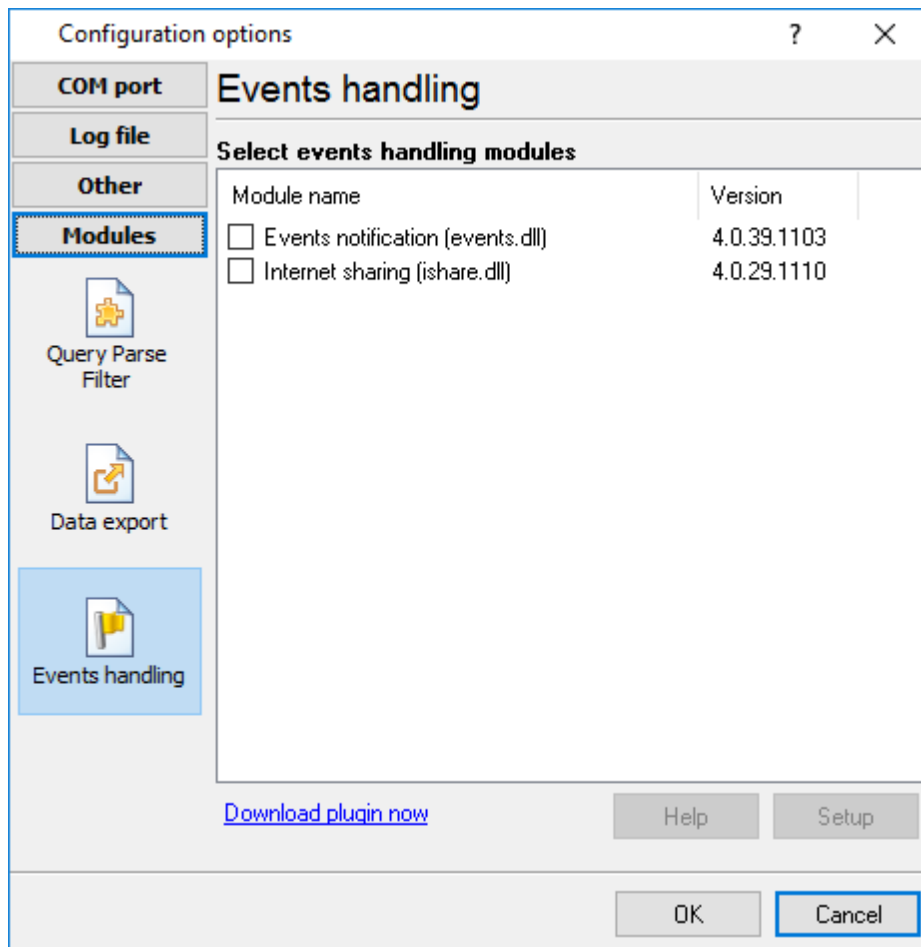 Configuration options
?
COM port
Log file
Other
Modules
Query Parse
Filter
Data export
Events handling
Events handling
Select events handling modules
Module name Version
Events notification (events.dll) 4.0.39.1103
Internet sharing (ishare.dll) 4.0.29.1110
Download plugin now
Help
Setup
OK
Cancel